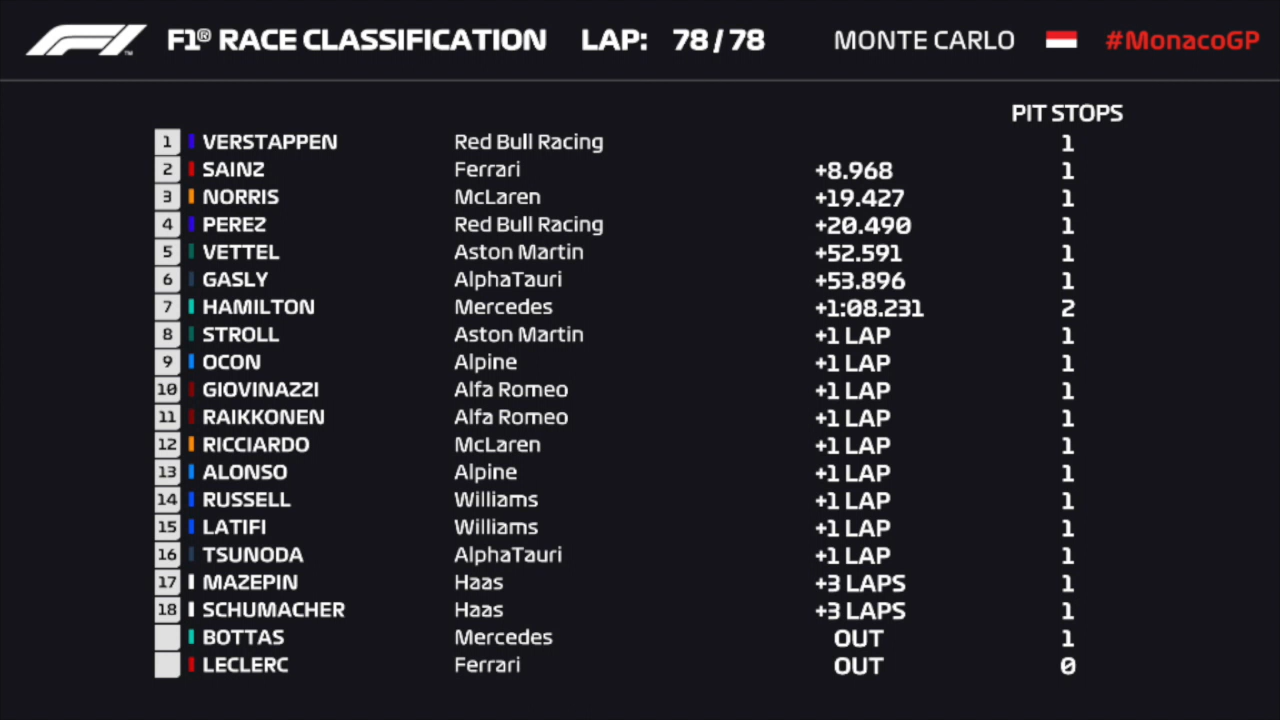 F1® RACE CLASSIFICATION LAP: 78/78 MONTE CARLO #MonacoGP
PIT STOPS
1 VERSTAPPEN Red Bull Racing 1
2 SAINZ Ferrari +8.968 1
3 NORRIS McLaren +19.427 1
4 PEREZ Red Bull Racing +20.490 1
5 VETTEL Aston Martin +52.591 1
6 GASLY AlphaTauri +53.896 1
7 HAMILTON Mercedes +1:08.231 2
8 STROLL Aston Martin +1 LAP 1
9 OCON Alpine +1 LAP 1
10 GIOVINAZZI Alfa Romeo +1 LAP 1
11 RAIKKONEN Alfa Romeo +1 LAP 1
12 RICCIARDO McLaren +1 LAP 1
13 ALONSO Alpine +1 LAP 1
14 RUSSELL Williams +1 LAP 1
15 LATIFI Williams +1 LAP 1
16 TSUNODA AlphaTauri +1 LAP 1
17 MAZEPIN Haas +3 LAPS 1
18 SCHUMACHER Haas +3 LAPS 1
BOTTAS Mercedes OUT 1
LECLERC Ferrari OUT 0